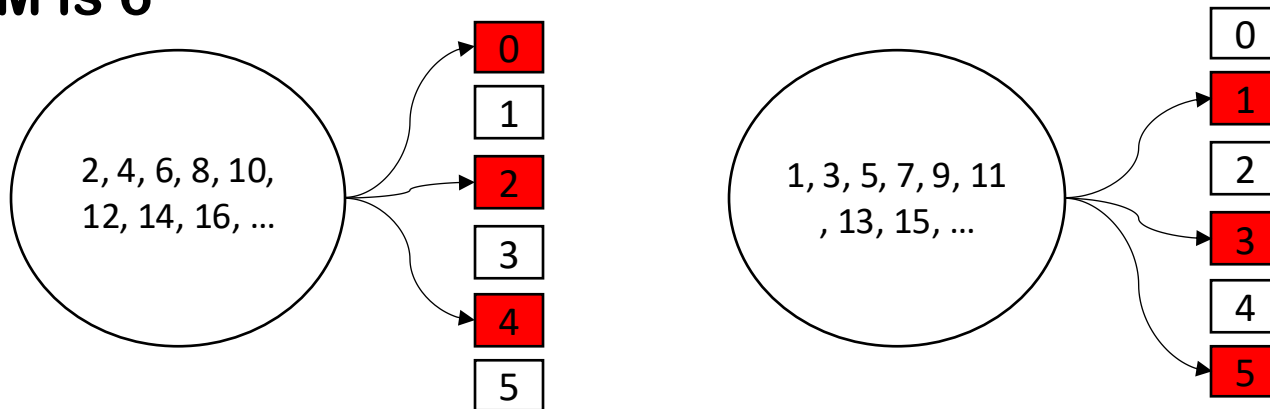 M is 6
2, 4, 6, 8, 10,
12, 14, 16, ...
0
1
2
3
4
5
1, 3, 5, 7, 9, 11
, 13, 15, ...
0
1
2
3
4
5